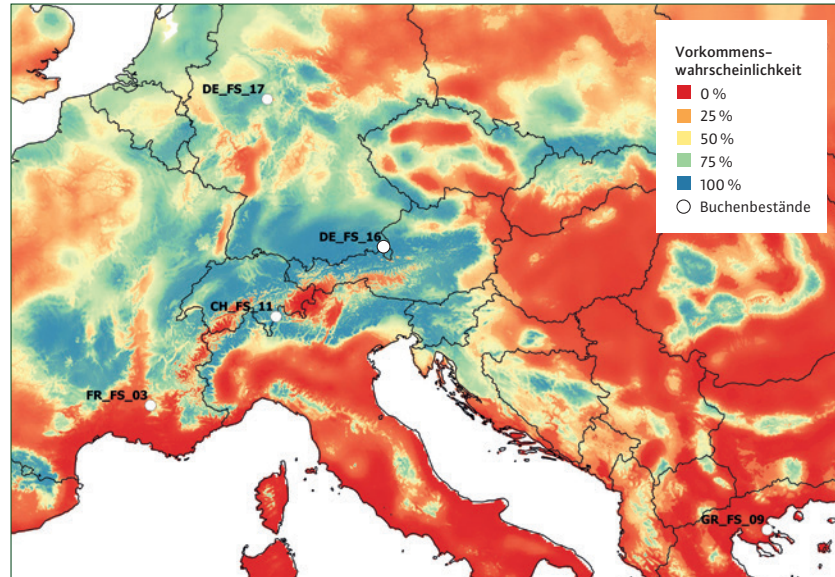 Vorkommens-
wahrscheinlichkeit
0 %
25 %
50 %
75 %
100 %
Buchenbestände
DE_FS_17
DE_FS_16
CH_FS_11
FR_FS_03
GR_FS_09